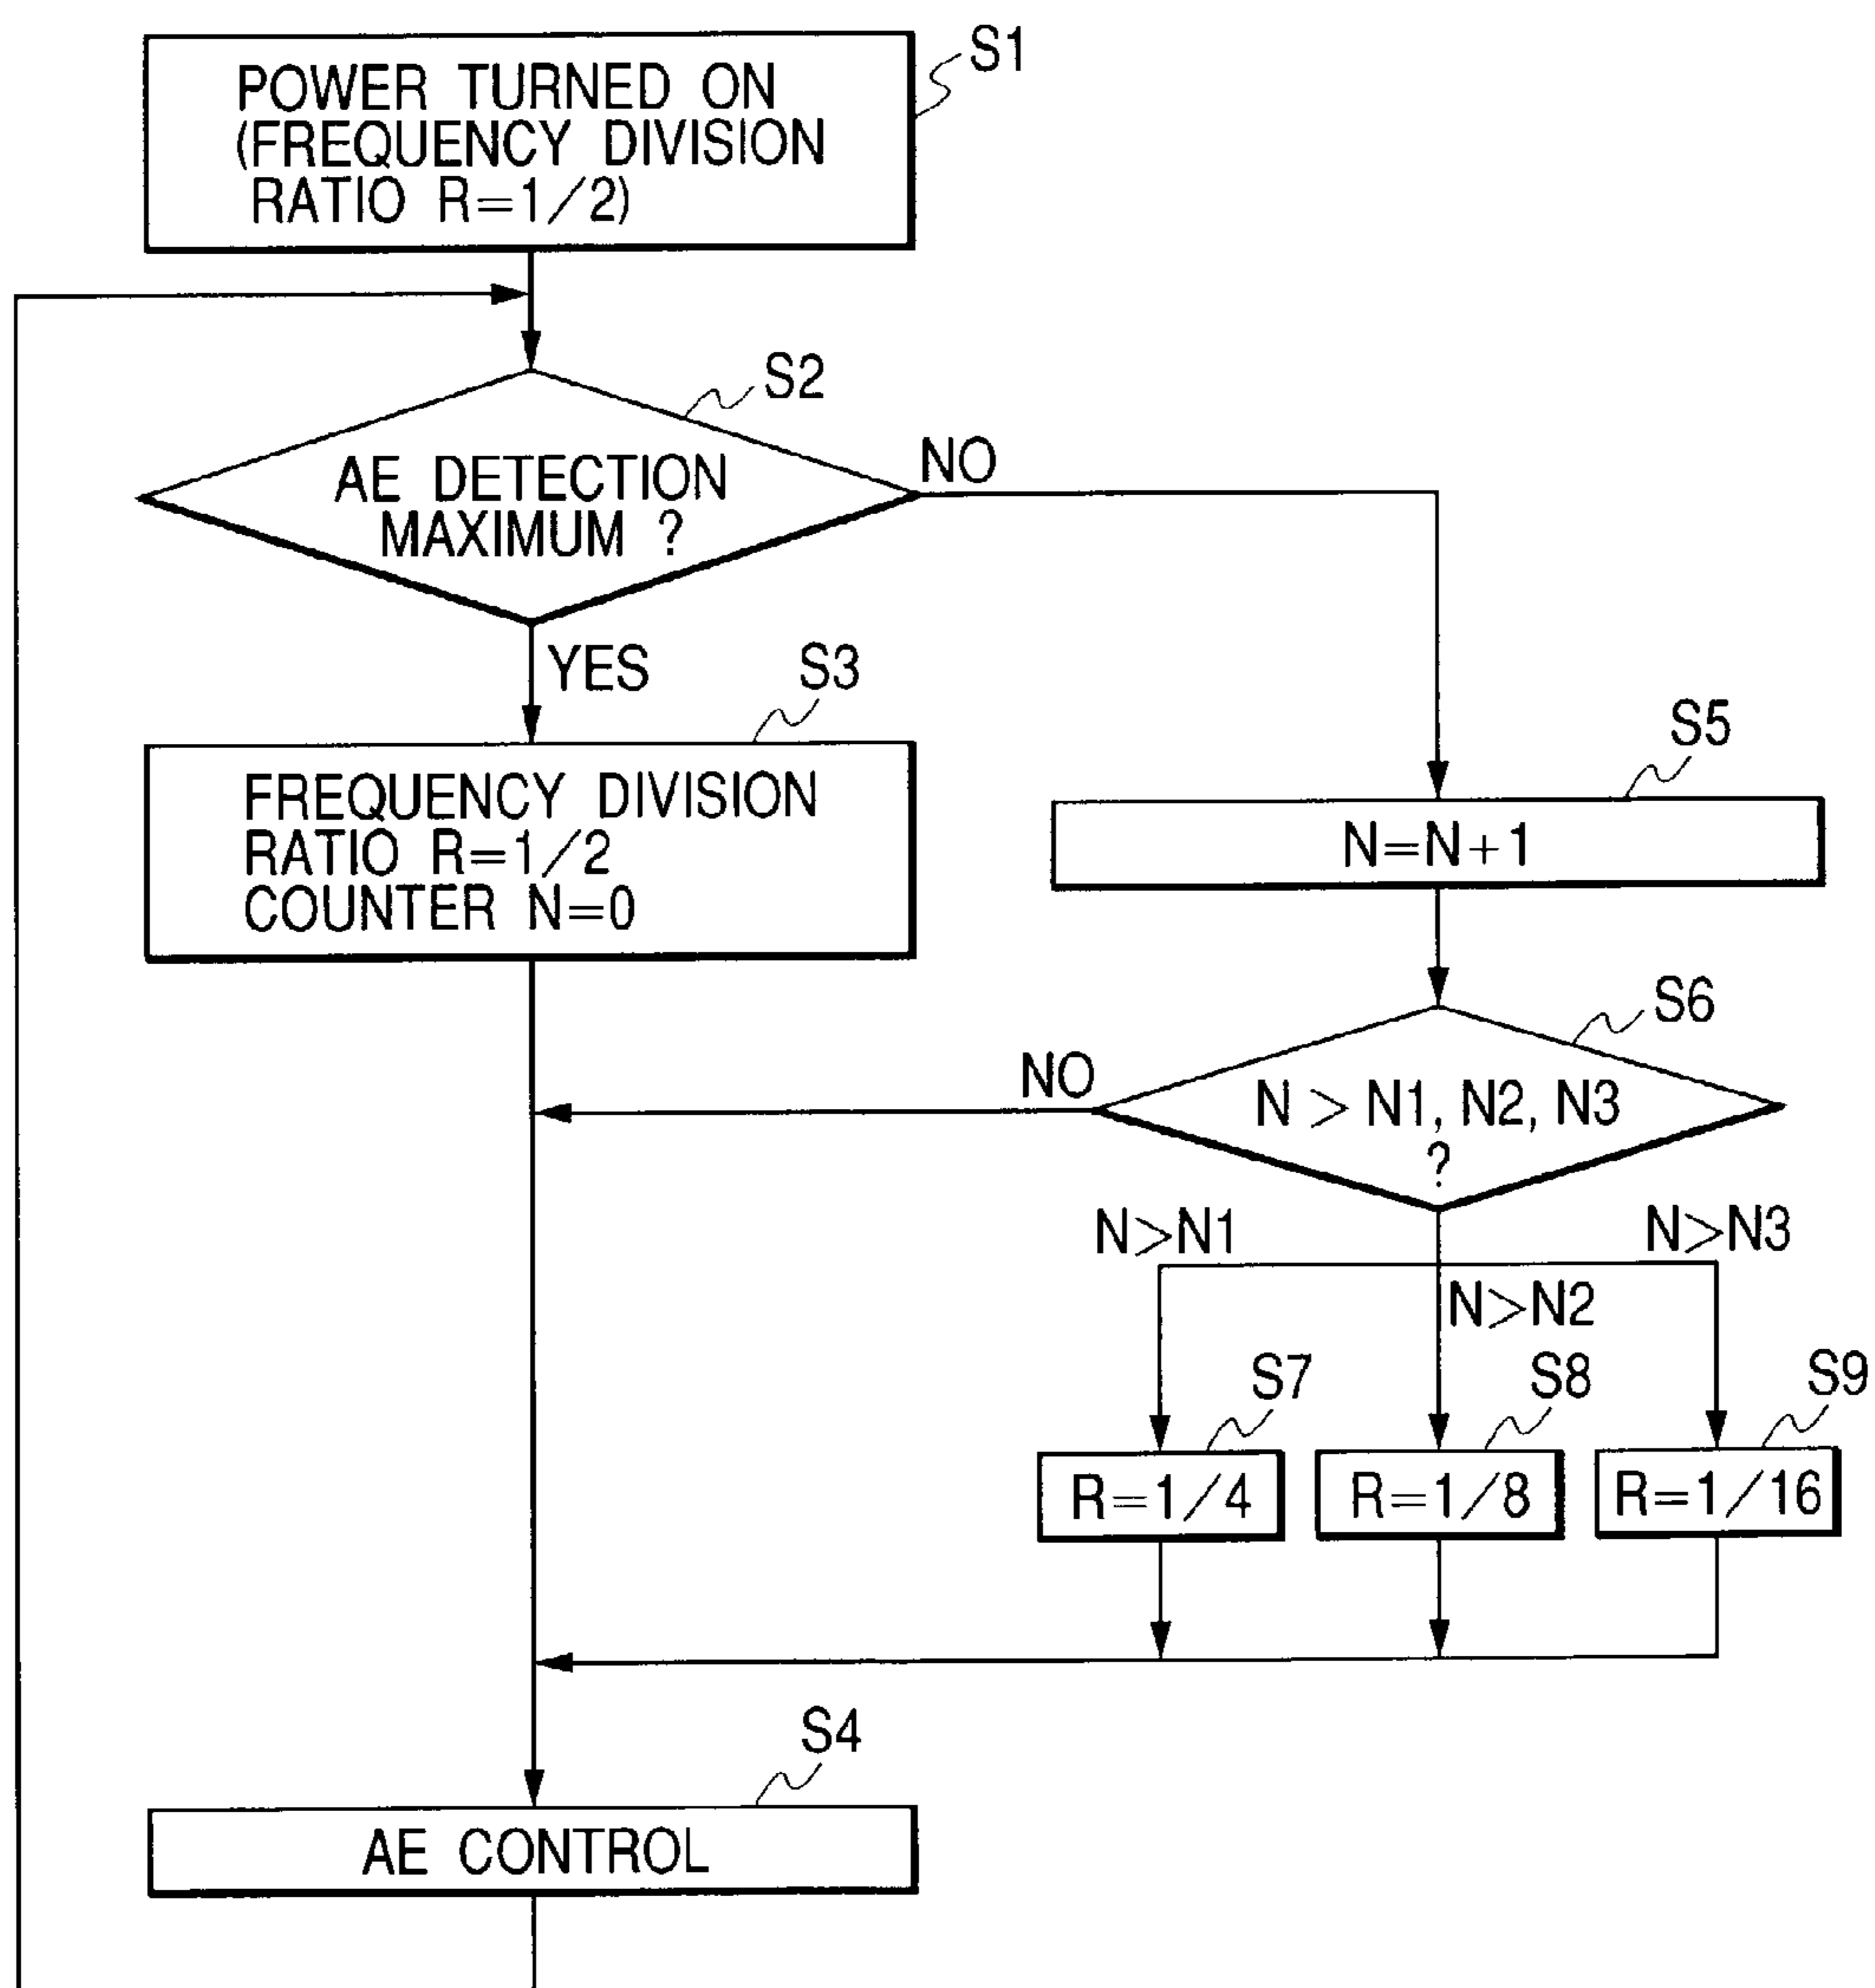 S1
POWER TURNED ON
(FREQUENCY DIVISION
RATIO R=1/2)
S2
AE DETECTION
MAXIMUM ?
NO
YES
S3
FREQUENCY DIVISION
RATIO R=1/2
COUNTER N=0
S5
N=N+1
S6
N > N1, N2, N3
?
NO
N>N1
N>N2
N>N3
S7
R=1/4
S8
R=1/8
S9
R=1/16
S4
AE CONTROL